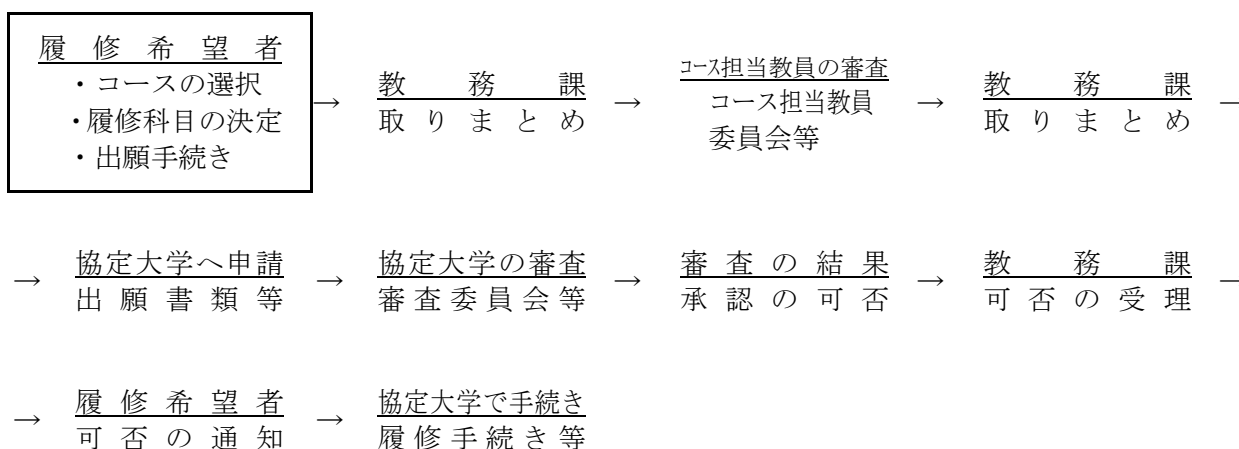 履修希望者
・コースの選択
・履修科目の決定
・出願手続き
→
教務課
取りまとめ
→
コース担当教員の審査
コース担当教員
委員会等
→
教務課
取りまとめ
―
→
協定大学へ申請
出願書類等
→
協定大学の審査
審査委員会等
→
審査の結果
承認の可否
→
教務課
可否の受理
―
→
履修希望者
可否の通知
→
協定大学で手続き
履修手続き等